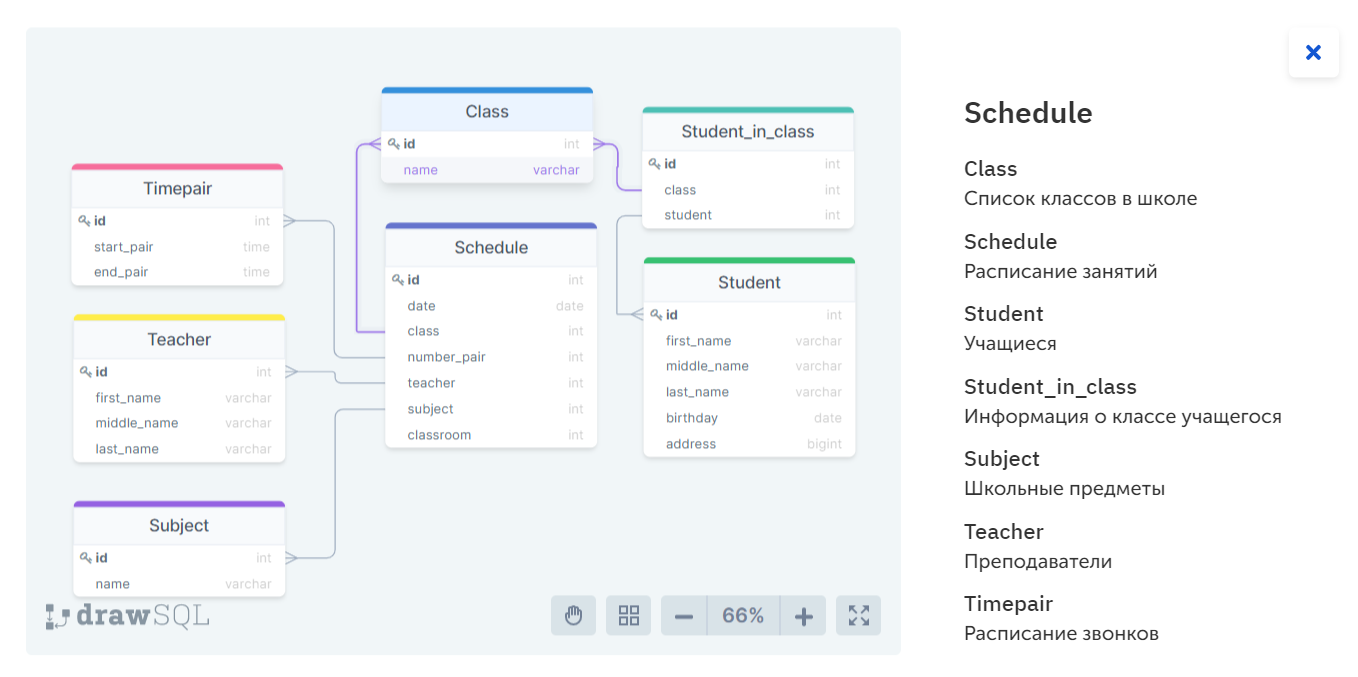 Class
id int
name varchar
Student_in_class
id int
class int
student int
Timepair
id int
start_pair time
end_pair time
Schedule
id int
date date
class int
number_pair int
teacher int
subject int
classroom int
Student
id int
first_name varchar
middle_name varchar
last_name varchar
birthday date
address bigint
Teacher
id int
first_name varchar
middle_name varchar
last_name varchar
Subject
id int
name varchar
drawSQL
66%
Schedule
Class
Список классов в школе
Schedule
Расписание занятий
Student
Учащиеся
Student_in_class
Информация о классе учащегося
Subject
Школьные предметы
Teacher
Преподаватели
Timepair
Расписание звонков